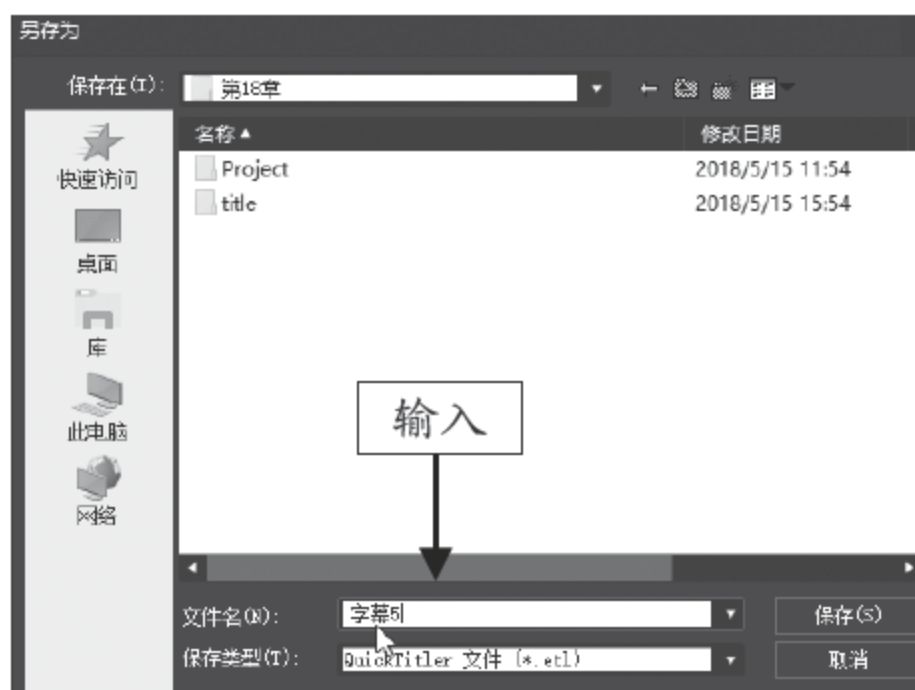 另存为
保存在(I):
第18章
名称
修改日期
快速访问
Project
2018/5/15 11:54
title
2018/5/15 15:54
桌面
库
输入
此电脑
网络
文件名(N):
字幕5
保存(S)
保存类型(T):
QuickTitler 文件 (*.etl)
取消